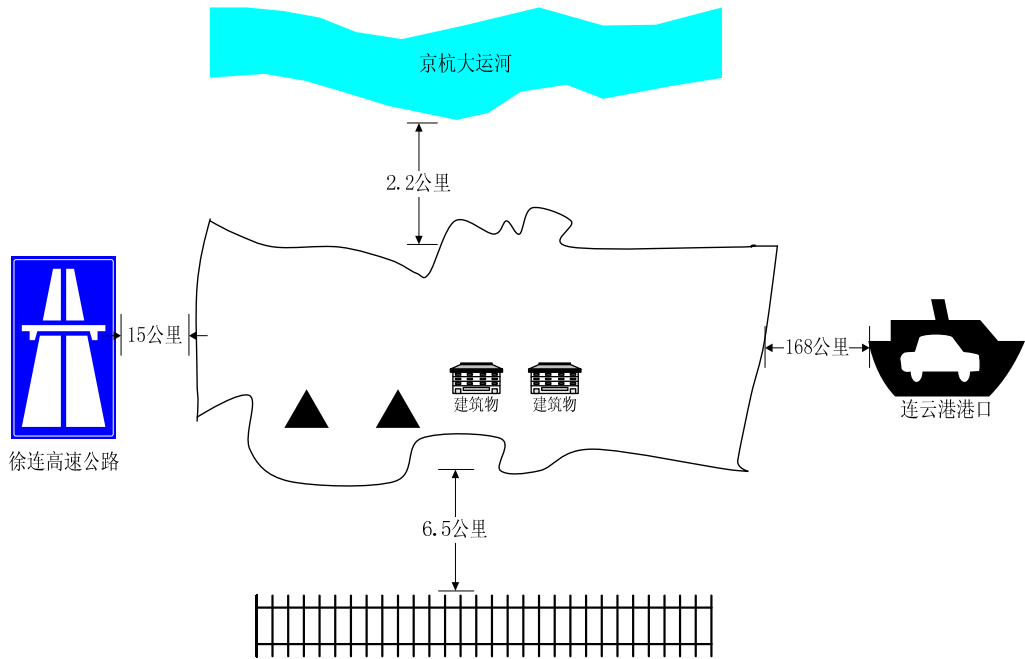 京杭大运河
2.2公里
15公里
168公里
建筑物
建筑物
连云港港口
徐连高速公路
6.5公里